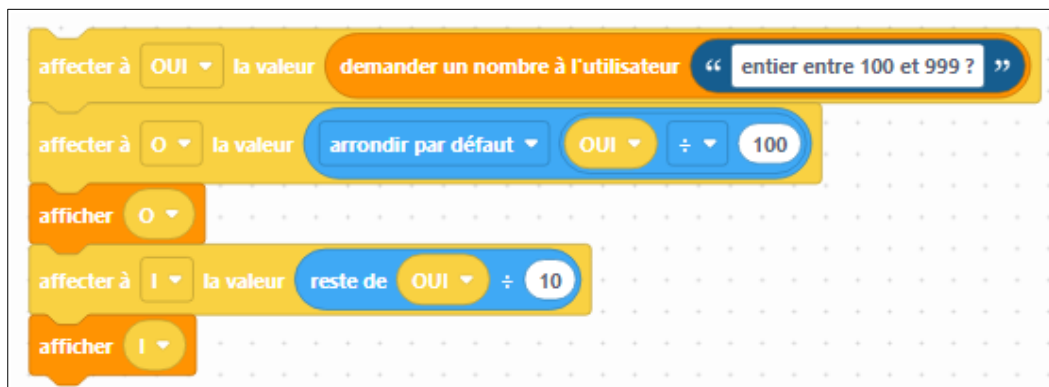 affecter à OUI la valeur demander un nombre à l'utilisateur “ entier entre 100 et 999 ? ”
affecter à O la valeur arrondir par défaut OUI ÷ 100
afficher O
affecter à I la valeur reste de OUI ÷ 10
afficher I